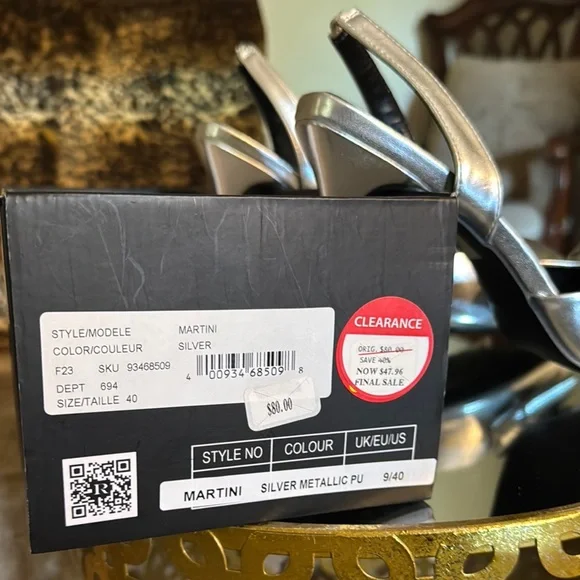 STYLE/MODELE MARTINI
COLOR/COULEUR SILVER
F23 SKU 93468509
4 00934 68509 8
DEPT 694
SIZE/TAILLE 40
$80.00
CLEARANCE
ORIG. $80.00
SAVE 40%
NOW $47.96
FINAL SALE
STYLE NO COLOUR UK/EU/US
MARTINI SILVER METALLIC PU 9/40
R